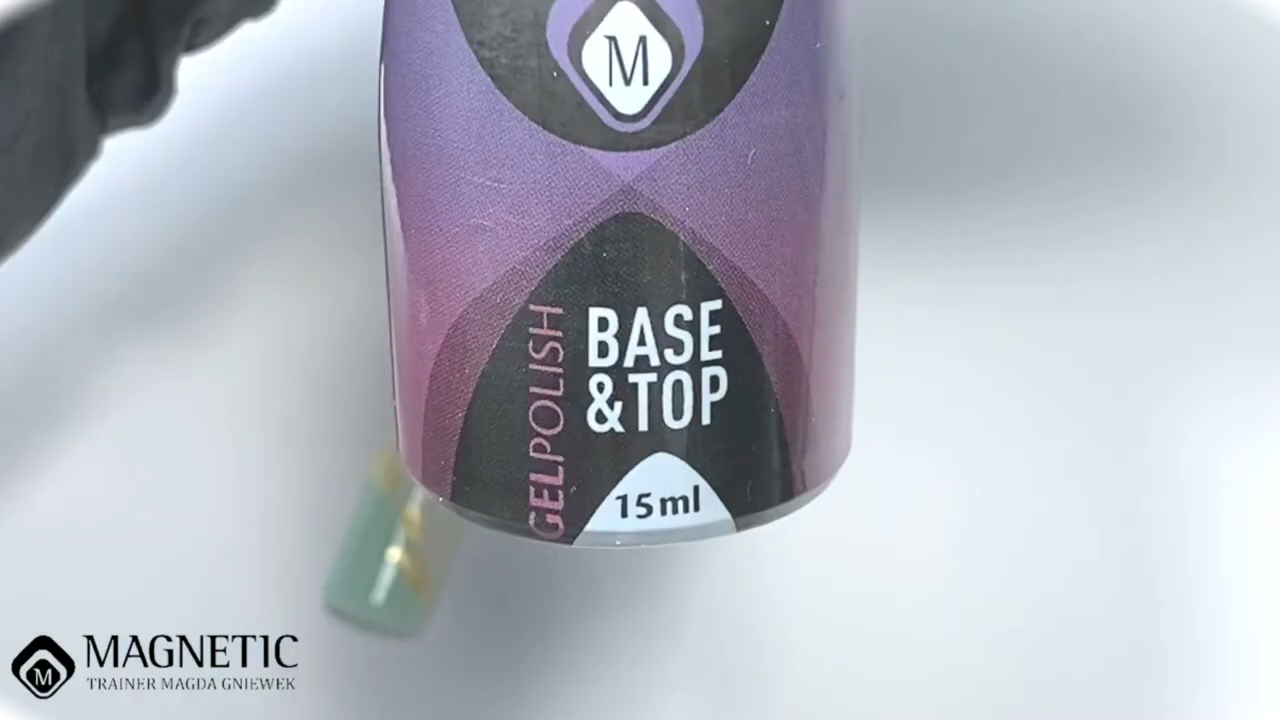 M
GELPOLISH
BASE
&TOP
15ml
M
MAGNETIC
TRAINER MAGDA GNIEWEK